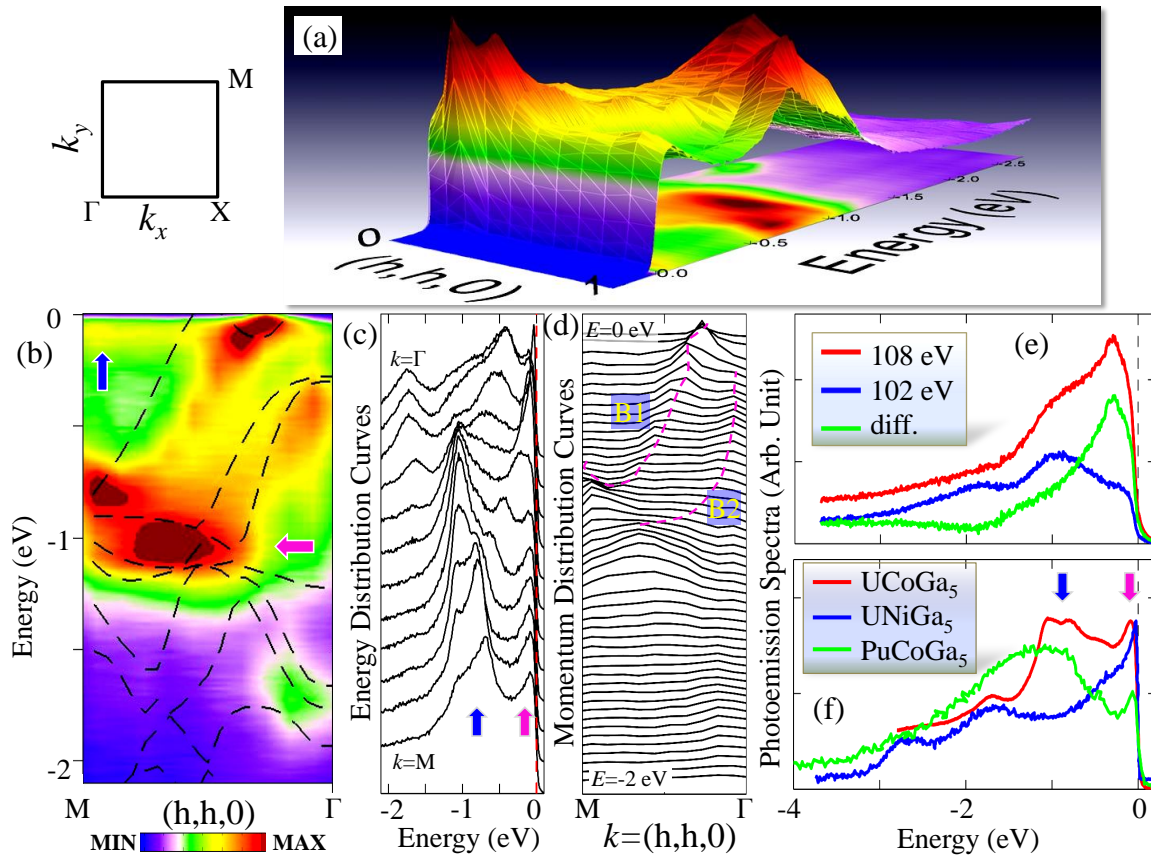 M
k_y
Γ
k_x
X
(a)
0
(h,h,0)
1
0.0
-0.5
-1.0
-1.5
-2.0
-2.5
Energy (eV)
(b)
0
-1
-2
Energy (eV)
M
(h,h,0)
Γ
MIN
MAX
(c)
k=Γ
k=M
Energy Distribution Curves
-2
-1
0
Energy (eV)
(d)
E=0 eV
B1
B2
E=-2 eV
Momentum Distribution Curves
M
Γ
k=(h,h,0)
(e)
108 eV
102 eV
diff.
Photoemission Spectra (Arb. Unit)
UCoGa₅
UNiGa₅
PuCoGa₅
(f)
-4
-2
0
Energy (eV)